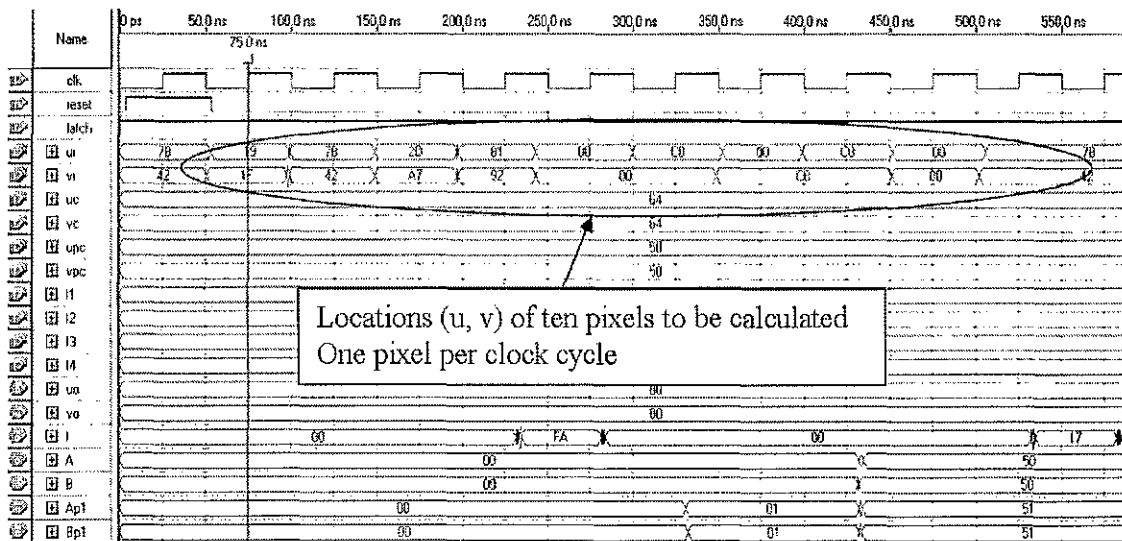 0 ps 50.0 ns 100.0 ns 150.0 ns 200.0 ns 250.0 ns 300.0 ns 350.0 ns 400.0 ns 450.0 ns 500.0 ns 550.0 ns
Name
75.0 ns
clk
reset
latch
ui 7B 2D 81 00 C0 00 C0 00 7B
vi 42 42 A7 92 00 C0 00 42
uc 64
vc 64
upc 50
vpc 50
I1
Locations (u, v) of ten pixels to be calculated
I2
One pixel per clock cycle
I3
I4
uo 00
vo 00
I 00 FA 00 17
A 00 50
B 00 50
Ap1 00 01 51
Bp1 00 01 51